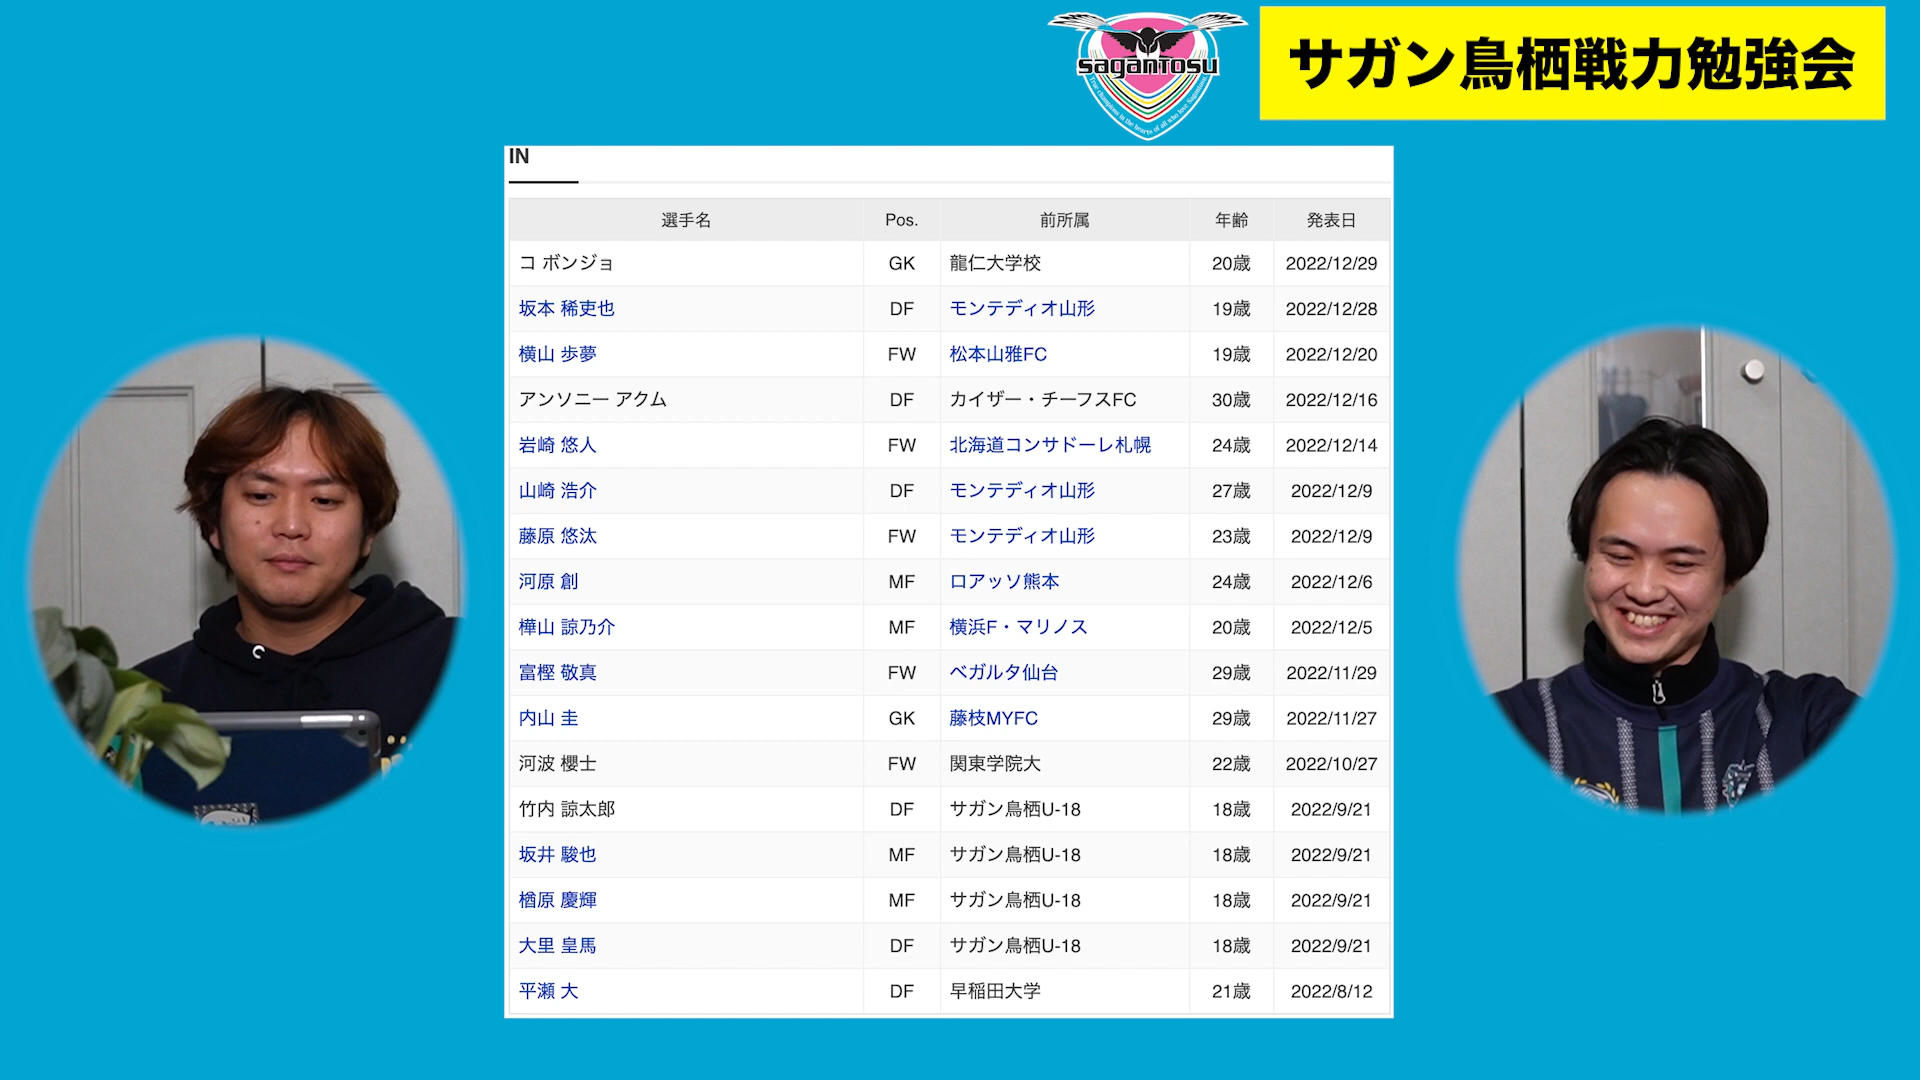 sagantosu
サガン鳥栖戦力勉強会
IN
選手名 Pos. 前所属 年齢 発表日
コ ボンジョ GK 龍仁大学校 20歳 2022/12/29
坂本 稀吏也 DF モンテディオ山形 19歳 2022/12/28
横山 歩夢 FW 松本山雅FC 19歳 2022/12/20
アンソニー アクム DF カイザー・チーフスFC 30歳 2022/12/16
岩崎 悠人 FW 北海道コンサドーレ札幌 24歳 2022/12/14
山崎 浩介 DF モンテディオ山形 27歳 2022/12/9
藤原 悠汰 FW モンテディオ山形 23歳 2022/12/9
河原 創 MF ロアッソ熊本 24歳 2022/12/6
樺山 諒乃介 MF 横浜F・マリノス 20歳 2022/12/5
富樫 敬真 FW ベガルタ仙台 29歳 2022/11/29
内山 圭 GK 藤枝MYFC 29歳 2022/11/27
河波 櫻士 FW 関東学院大 22歳 2022/10/27
竹内 諒太郎 DF サガン鳥栖U-18 18歳 2022/9/21
坂井 駿也 MF サガン鳥栖U-18 18歳 2022/9/21
楢原 慶輝 MF サガン鳥栖U-18 18歳 2022/9/21
大里 皇馬 DF サガン鳥栖U-18 18歳 2022/9/21
平瀬 大 DF 早稲田大学 21歳 2022/8/12